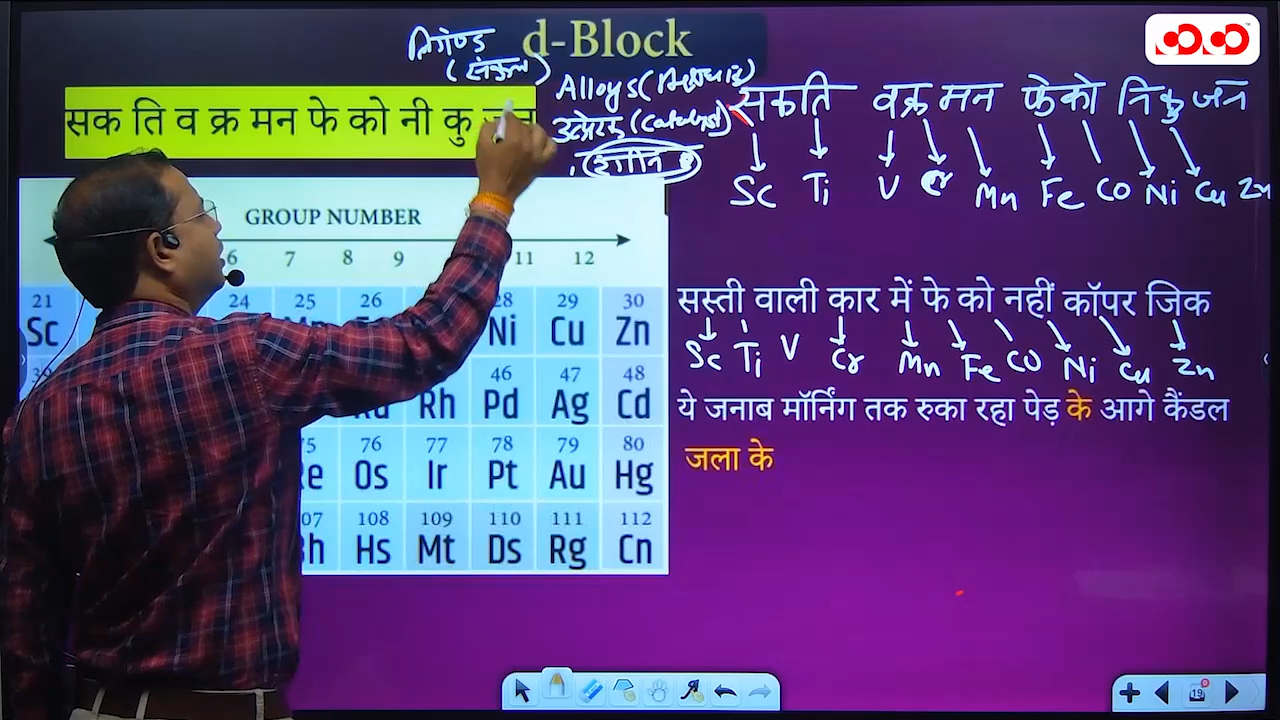 d-Block
Alloys
(Catalyst)
सक ति व क्र मन फे को नी कु
सकति वक्र मन फेको निकु जन
Sc Ti V Cr Mn Fe CO Ni Cu Zn
GROUP NUMBER
6 7 8 9 11 12
21 24 25 26 28 29 30
Sc Ni Cu Zn
39 46 47 48
Rh Pd Ag Cd
76 77 78 79 80
Os Ir Pt Au Hg
108 109 110 111 112
Hs Mt Ds Rg Cn
सस्ती वाली कार में फे को नहीं कॉपर जिक
Sc Ti V Cr Mn Fe CO Ni Cu Zn
ये जनाब मॉर्निंग तक रुका रहा पेड़ के आगे कैंडल
जला के
19